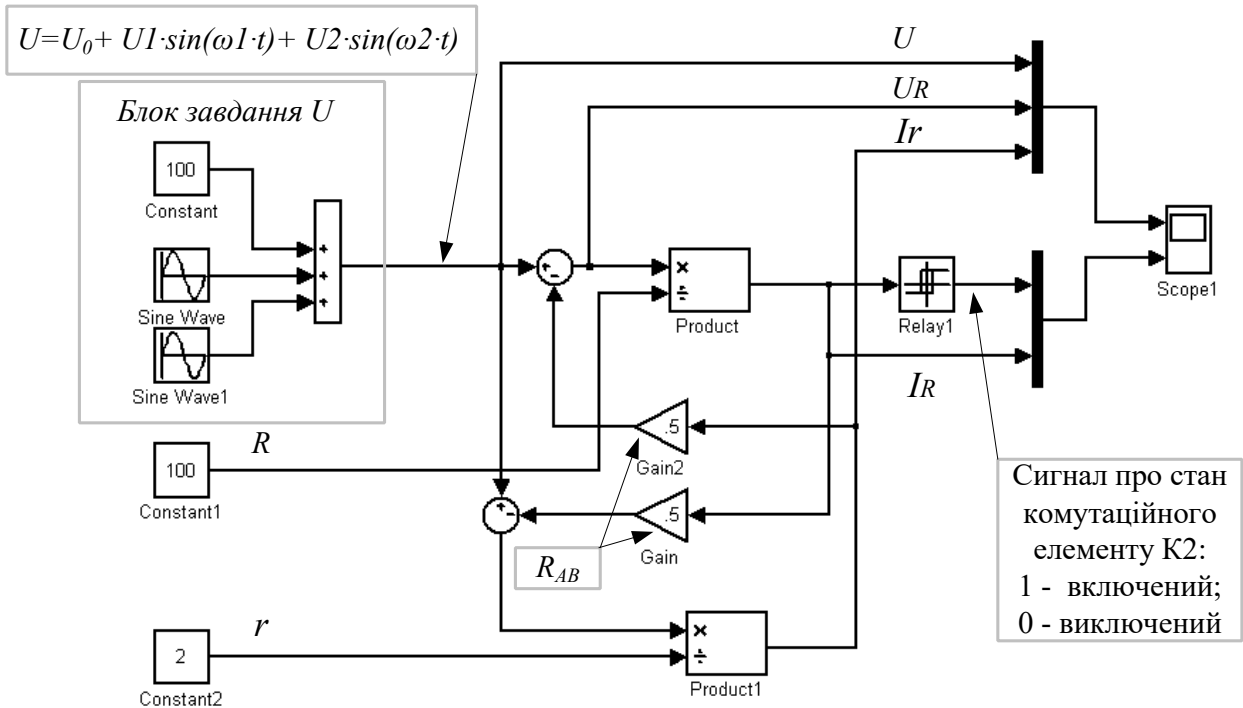 U=U₀+ U1·sin(ω1·t)+ U2·sin(ω2·t)
Блок завдання U
100
Constant
Sine Wave
Sine Wave1
+
+
+
U
UR
Ir
+
-
×
÷
Product
Relay1
Scope1
IR
R
100
Constant1
.5
Gain2
+
-
.5
Gain
RAB
Сигнал про стан
комутаційного
елементу К2:
1 - включений;
0 - виключений
r
2
Constant2
×
÷
Product1